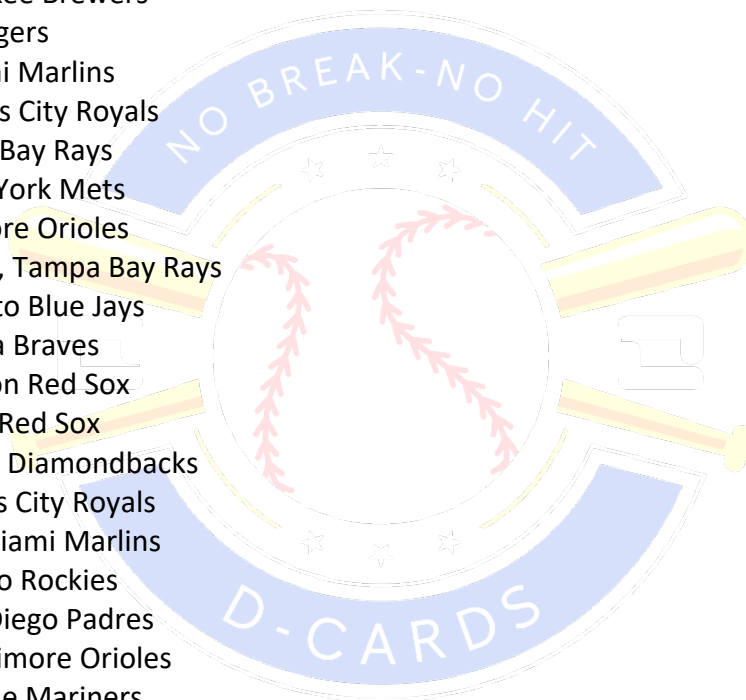 ee Brewers
gers
i Marlins
s City Royals
Bay Rays
York Mets
ore Orioles
, Tampa Bay Rays
to Blue Jays
a Braves
on Red Sox
Red Sox
Diamondbacks
s City Royals
iami Marlins
o Rockies
Diego Padres
imore Orioles
e Mariners
NO BREAK-NO HIT
D-CARDS